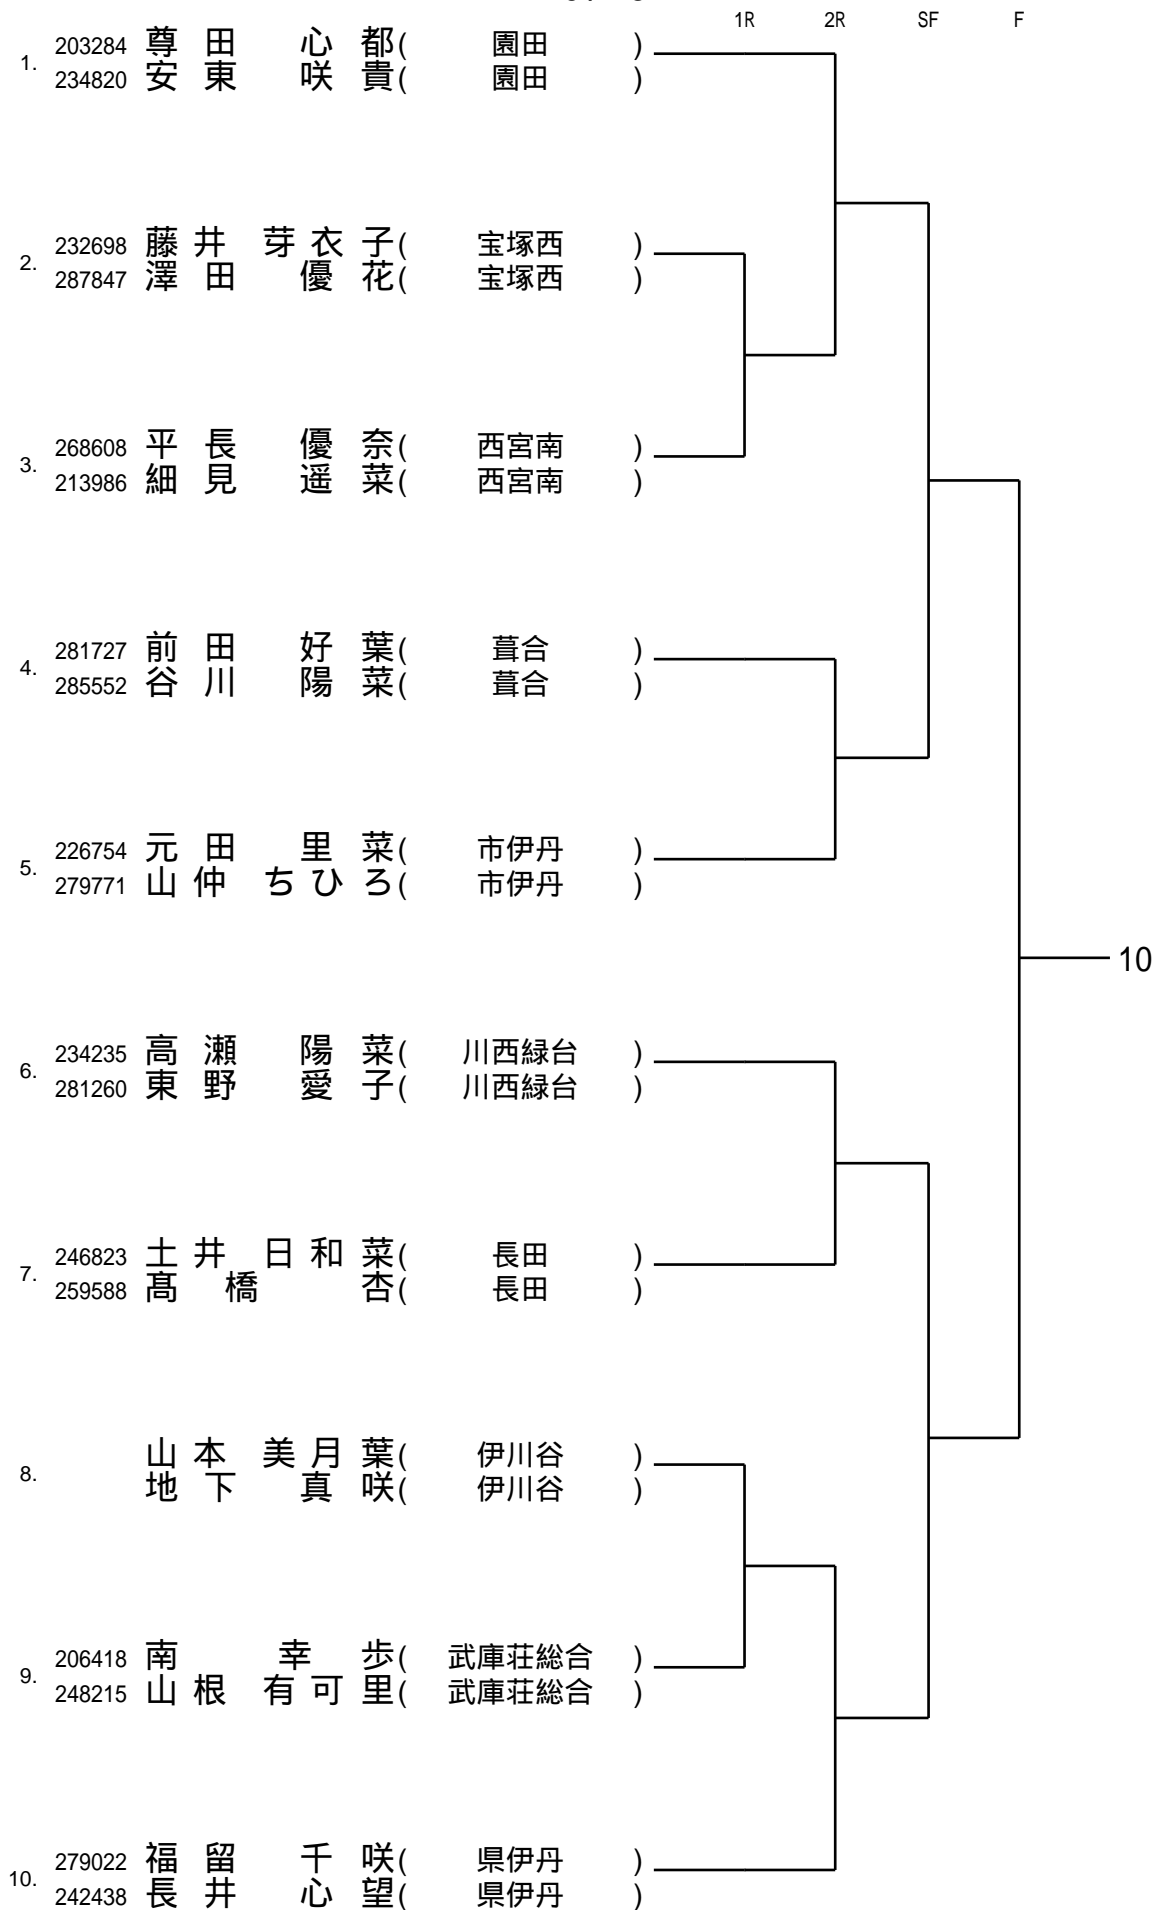 1R 2R SF F
1. 203284 尊田 心都( 園田 )
234820 安東 咲貴( 園田 )
2. 232698 藤井 芽衣子( 宝塚西 )
287847 澤田 優花( 宝塚西 )
3. 268608 平長 優奈( 西宮南 )
213986 細見 遥菜( 西宮南 )
4. 281727 前田 好葉( 葺合 )
285552 谷川 陽菜( 葺合 )
5. 226754 元田 里菜( 市伊丹 )
279771 山仲 ちひろ( 市伊丹 )
10
6. 234235 高瀬 陽菜( 川西緑台 )
281260 東野 愛子( 川西緑台 )
7. 246823 土井 日和菜( 長田 )
259588 髙橋 杏( 長田 )
8. 山本 美月葉( 伊川谷 )
地下 真咲( 伊川谷 )
9. 206418 南 幸歩( 武庫荘総合 )
248215 山根 有可里( 武庫荘総合 )
10. 279022 福留 千咲( 県伊丹 )
242438 長井 心望( 県伊丹 )